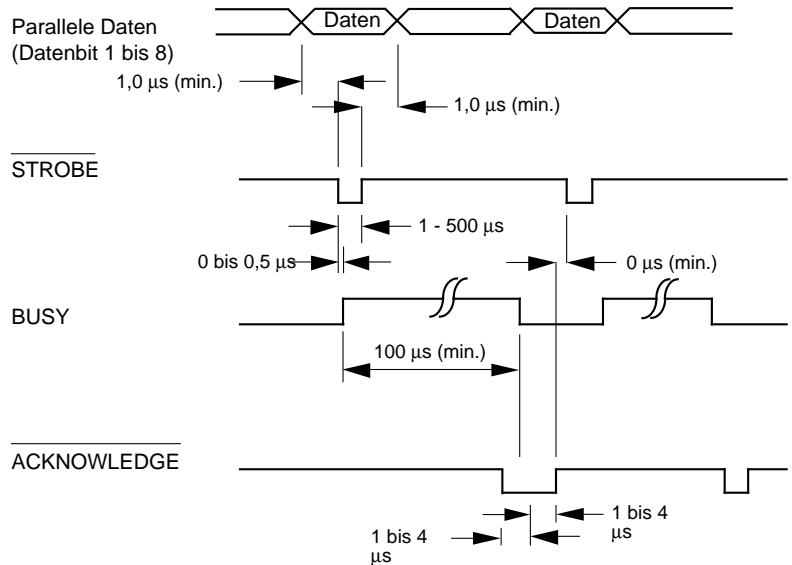 Parallele Daten
(Datenbit 1 bis 8)
Daten
Daten
1,0 µs (min.)
1,0 µs (min.)
STROBE
1 - 500 µs
0 bis 0,5 µs
0 µs (min.)
BUSY
100 µs (min.)
ACKNOWLEDGE
1 bis 4
µs
1 bis 4
µs